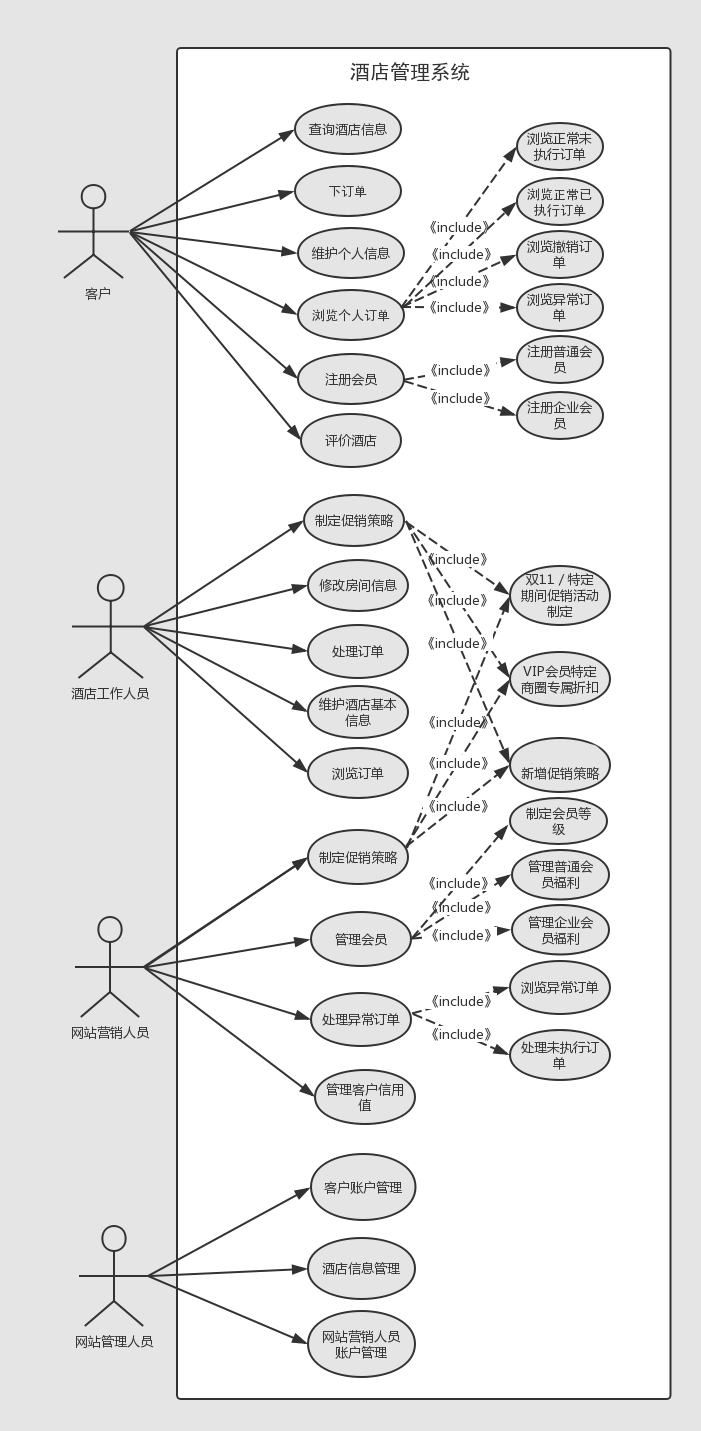 酒店管理系统
查询酒店信息
下订单
维护个人信息
浏览个人订单
注册会员
评价酒店
客户
《include》
《include》
《include》
《include》
《include》
《include》
浏览正常未
执行订单
浏览正常已
执行订单
浏览撤销订
单
浏览异常订
单
注册普通会
员
注册企业会
员
制定促销策略
修改房间信息
处理订单
维护酒店基本
信息
浏览订单
酒店工作人员
《include》
《include》
《include》
《include》
《include》
《include》
双11 / 特定
期间促销活动
制定
VIP会员特定
商圈专属折扣
新增促销策略
制定促销策略
管理会员
处理异常订单
管理客户信用
值
网站营销人员
《include》
《include》
《include》
《include》
《include》
制定会员等
级
管理普通会
员福利
管理企业会
员福利
浏览异常订单
处理未执行订
单
客户账户管理
酒店信息管理
网站营销人员
账户管理
网站管理人员